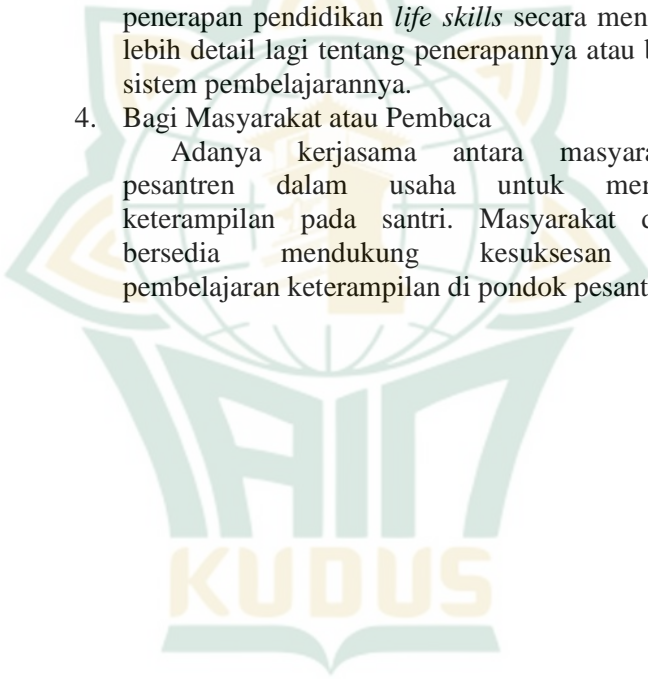 penerapan pendidikan life skills secara men
lebih detail lagi tentang penerapannya atau b
sistem pembelajarannya.
4. Bagi Masyarakat atau Pembaca
Adanya kerjasama antara masyara
pesantren dalam usaha untuk men
keterampilan pada santri. Masyarakat d
bersedia mendukung kesuksesan
pembelajaran keterampilan di pondok pesant
IAIN
KUDUS